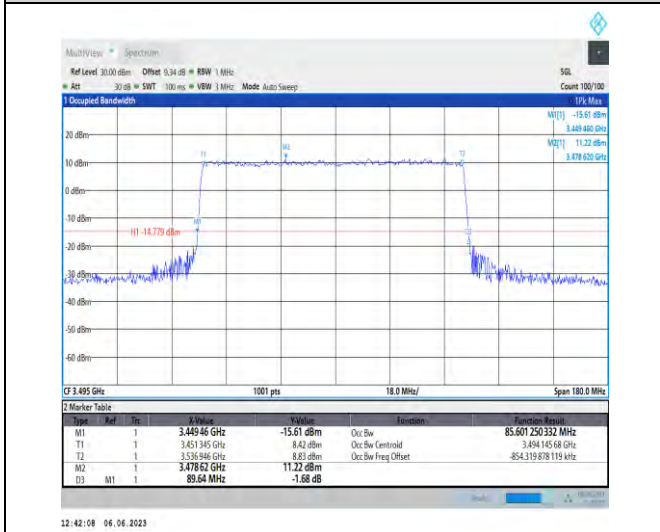 MultiView Spectrum
Ref Level 30.00 dBm Offset 9.34 dB RBW 1 MHz SGL
Att 30 dB SWT 100 ms VBW 3 MHz Mode Auto Sweep Count 100/100
1 Occupied Bandwidth 1Pk Max
M1[1] -15.61 dBm
3.449 460 GHz
20 dBm
M2[1] 11.22 dBm
3.478 620 GHz
T1 M2 T2
10 dBm
0 dBm
-10 dBm
M1
H1 -14.779 dBm
D3
-20 dBm
-30 dBm
-40 dBm
-50 dBm
-60 dBm
CF 3.495 GHz 1001 pts 18.0 MHz/ Span 180.0 MHz
2 Marker Table
Type Ref Trc X-Value Y-Value Function Function Result
M1 1 3.449 46 GHz -15.61 dBm Occ Bw 85.601 250 332 MHz
T1 1 3.451 345 GHz 8.42 dBm Occ Bw Centroid 3.494 145 68 GHz
T2 1 3.536 946 GHz 8.83 dBm Occ Bw Freq Offset -854.319 878 119 kHz
M2 1 3.478 62 GHz 11.22 dBm
D3 M1 1 89.64 MHz -1.68 dB
12:42:08 06.06.2023